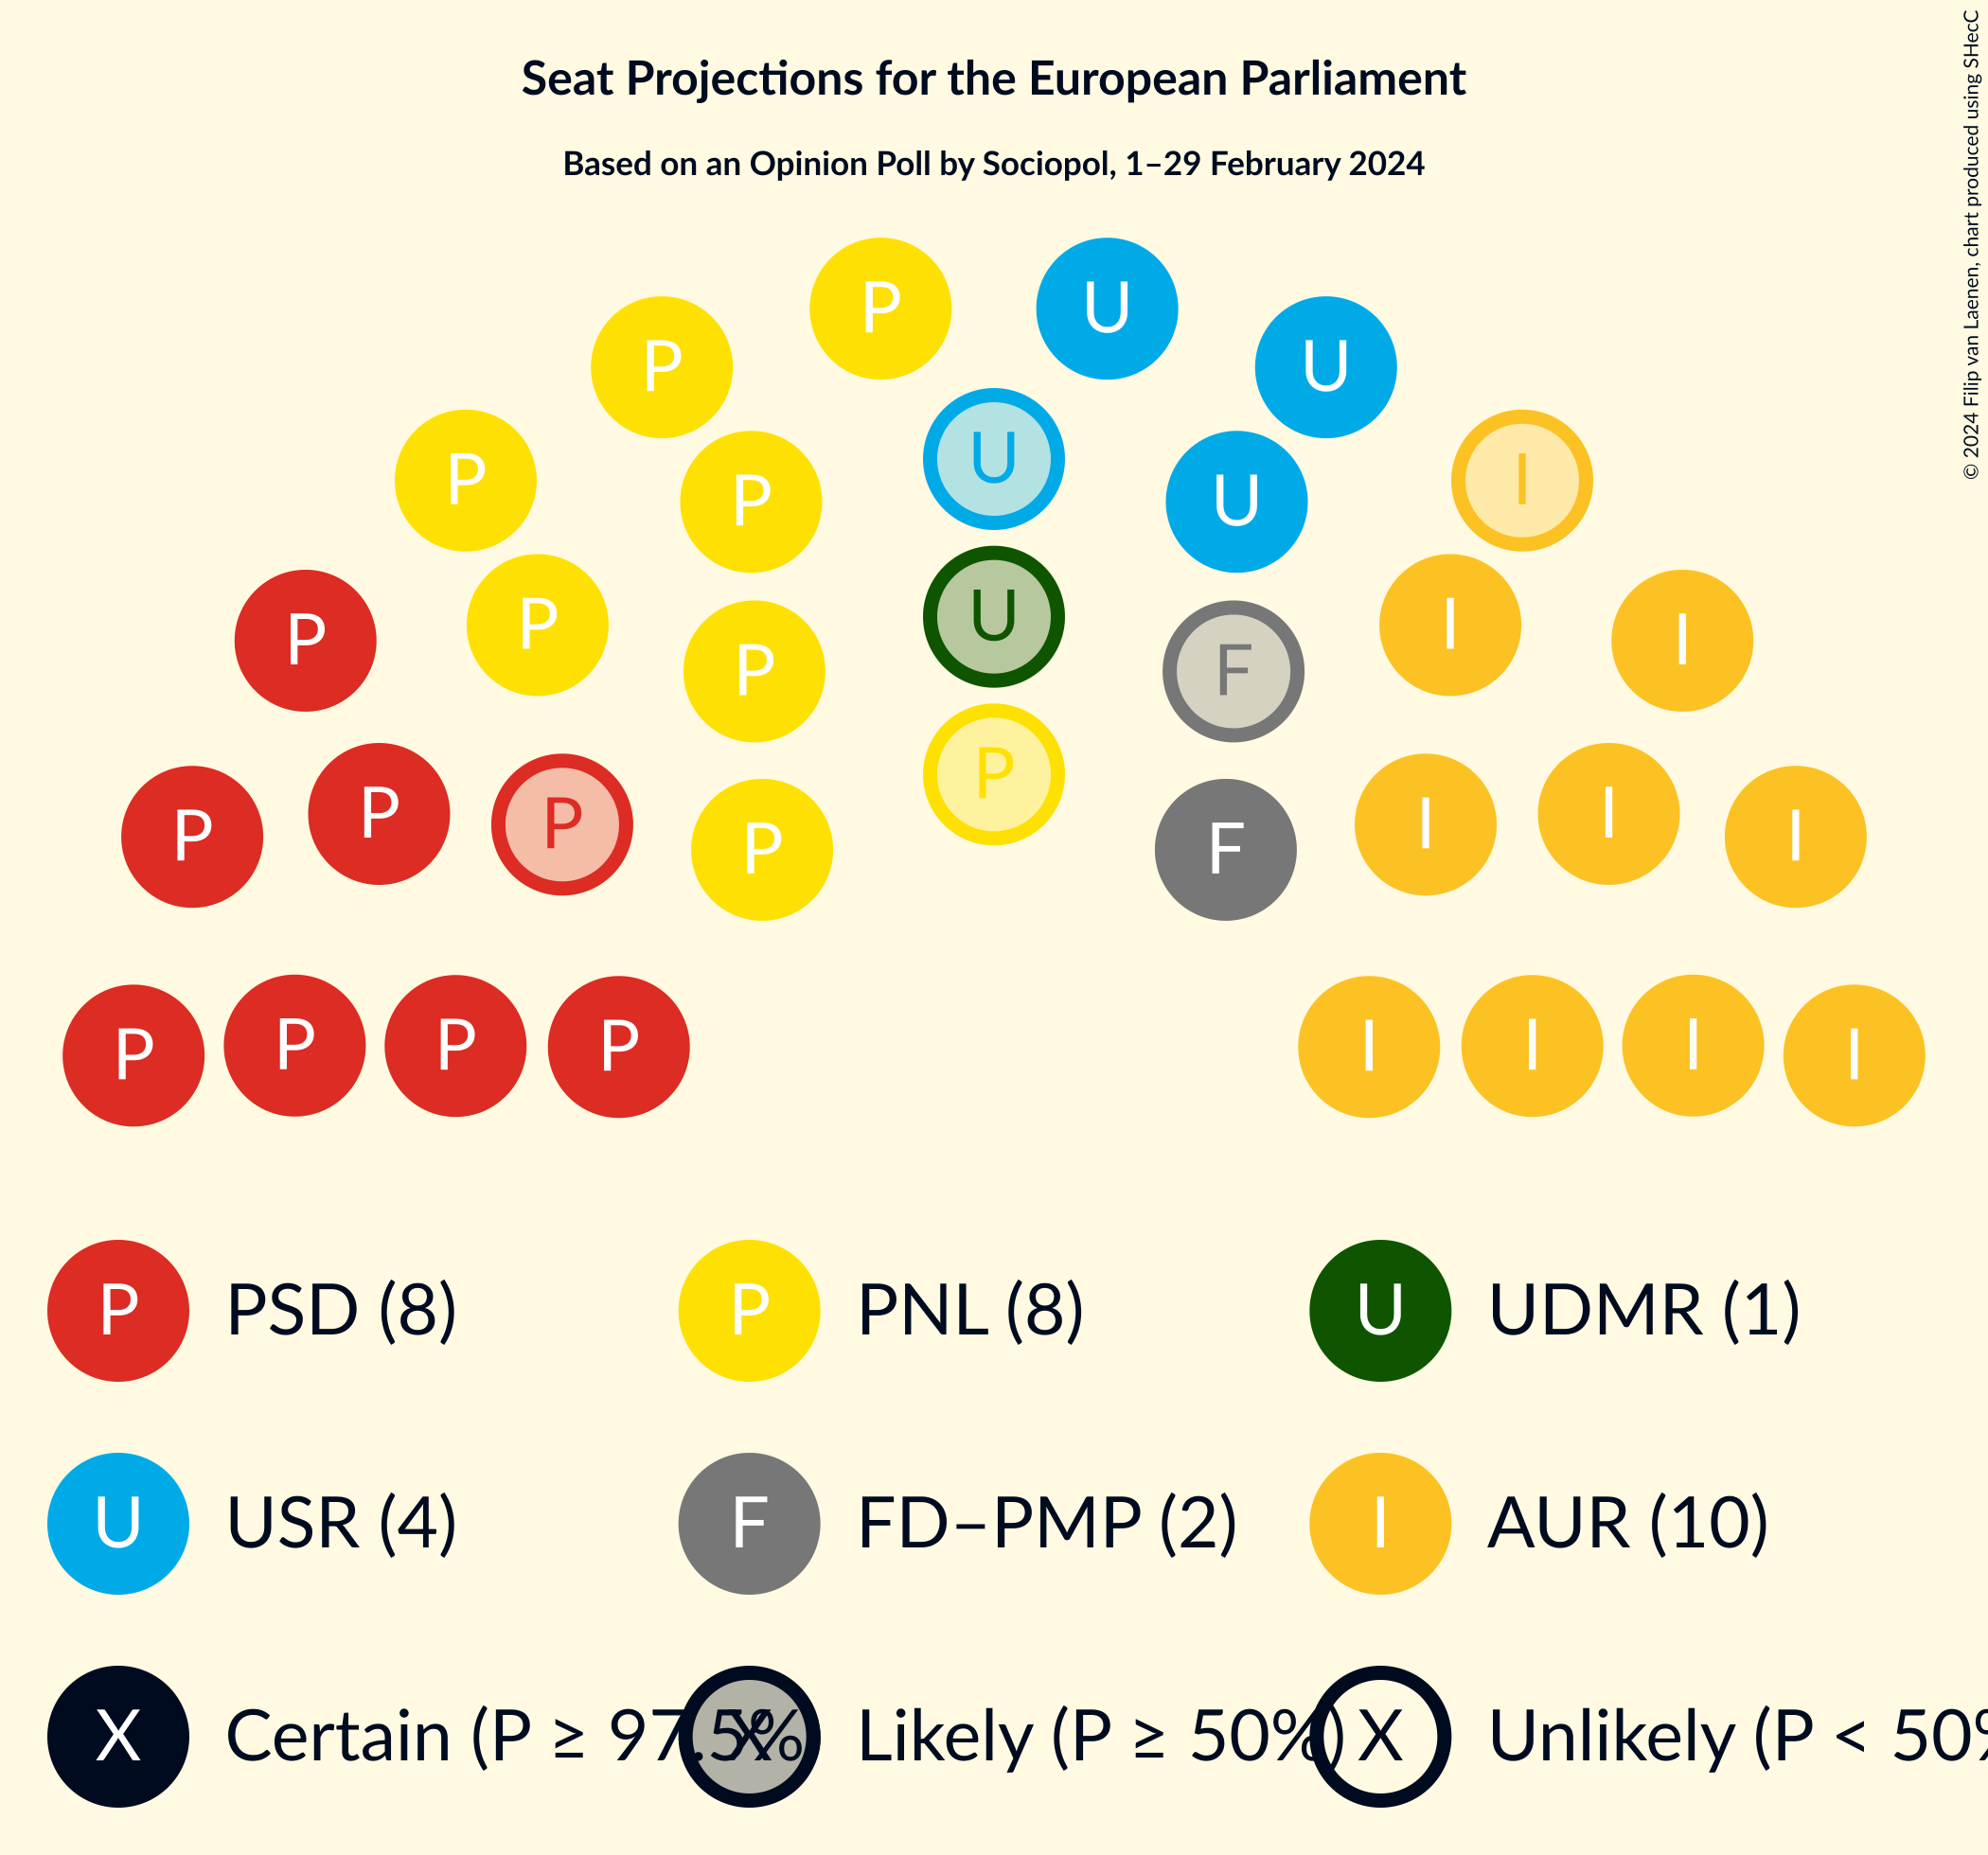 Seat Projections for the European Parliament
Based on an Opinion Poll by Sociopol, 1–29 February 2024
© 2024 Filip van Laenen, chart produced using SHecC
P U
P U
P U I
P U
P I
P U I
P F
P P I
P P P I I
P F
P P P P I I I I
P PSD (8) P PNL (8) U UDMR (1)
U USR (4) F FD–PMP (2) I AUR (10)
X Certain (P ≥ 97.5% X Likely (P ≥ 50%) X Unlikely (P < 50%